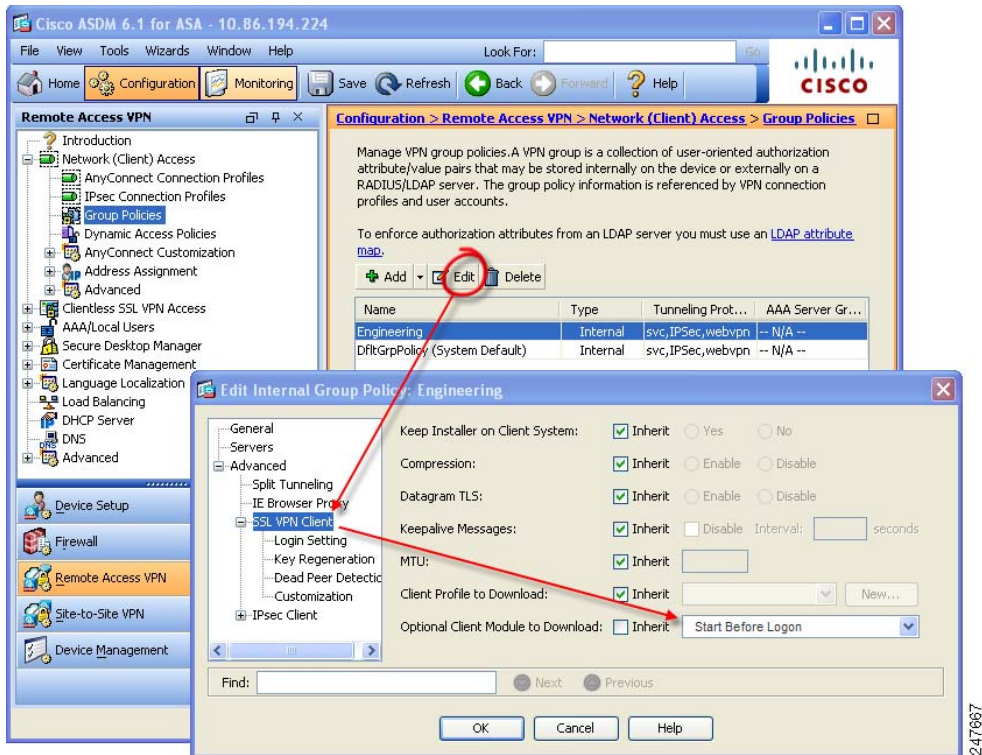 Cisco ASDM 6.1 for ASA - 10.86.194.224
File View Tools Wizards Window Help Look For: Go
Home Configuration Monitoring Save Refresh Back Forward Help
CISCO
Remote Access VPN
Introduction
Network (Client) Access
AnyConnect Connection Profiles
IPsec Connection Profiles
Group Policies
Dynamic Access Policies
AnyConnect Customization
Address Assignment
Advanced
Clientless SSL VPN Access
AAA/Local Users
Secure Desktop Manager
Certificate Management
Language Localization
Load Balancing
DHCP Server
DNS
Advanced
Device Setup
Firewall
Remote Access VPN
Site-to-Site VPN
Device Management
Configuration > Remote Access VPN > Network (Client) Access > Group Policies
Manage VPN group policies.A VPN group is a collection of user-oriented authorization
attribute/value pairs that may be stored internally on the device or externally on a
RADIUS/LDAP server. The group policy information is referenced by VPN connection
profiles and user accounts.
To enforce authorization attributes from an LDAP server you must use an LDAP attribute
map.
Add Edit Delete
Name Type Tunneling Prot... AAA Server Gr...
Engineering Internal svc,IPSec,webvpn -- N/A --
DfltGrpPolicy (System Default) Internal svc,IPSec,webvpn -- N/A --
Edit Internal Group Policy: Engineering
General
Servers
Advanced
Split Tunneling
IE Browser Proxy
SSL VPN Client
Login Setting
Key Regeneration
Dead Peer Detectic
Customization
IPsec Client
Keep Installer on Client System: Inherit Yes No
Compression: Inherit Enable Disable
Datagram TLS: Inherit Enable Disable
Keepalive Messages: Inherit Disable Interval: seconds
MTU: Inherit
Client Profile to Download: Inherit New...
Optional Client Module to Download: Inherit Start Before Logon
Find: Next Previous
OK Cancel Help
247667